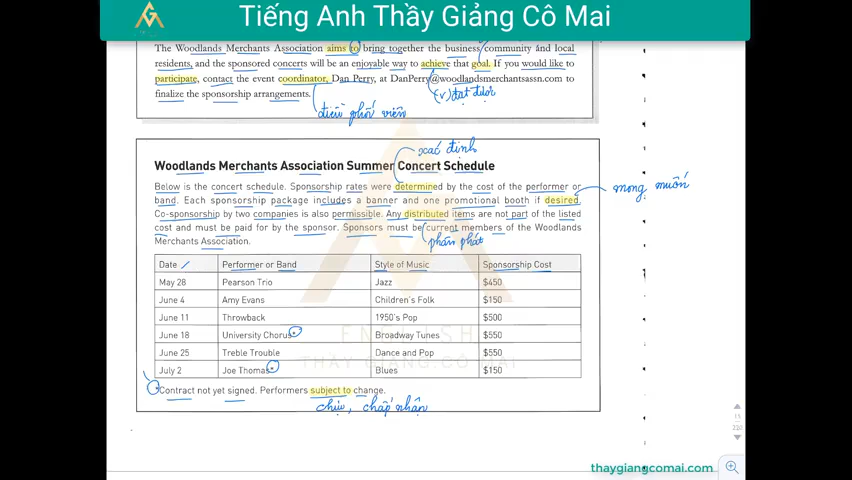 Tiếng Anh Thầy Giảng Cô Mai
The Woodlands Merchants Association aims to bring together the business community and local
residents, and the sponsored concerts will be an enjoyable way to achieve that goal. If you would like to
participate, contact the event coordinator, Dan Perry, at DanPerry@woodlandsmerchantsassn.com to
finalize the sponsorship arrangements.
(v) đạt được
điều phối viên
xác định
Woodlands Merchants Association Summer Concert Schedule
Below is the concert schedule. Sponsorship rates were determined by the cost of the performer or
band. Each sponsorship package includes a banner and one promotional booth if desired.
mong muốn
Co-sponsorship by two companies is also permissible. Any distributed items are not part of the listed
cost and must be paid for by the sponsor. Sponsors must be current members of the Woodlands
Merchants Association.
phân phát
Date Performer or Band Style of Music Sponsorship Cost
May 28 Pearson Trio Jazz $450
June 4 Amy Evans Children's Folk $150
June 11 Throwback 1950's Pop $500
June 18 University Chorus* Broadway Tunes $550
June 25 Treble Trouble Dance and Pop $550
July 2 Joe Thomas* Blues $150
ENGLISH
THAY GIANG.CO MAI
*Contract not yet signed. Performers subject to change.
chịu, chấp nhận
thaygiangcomai.com